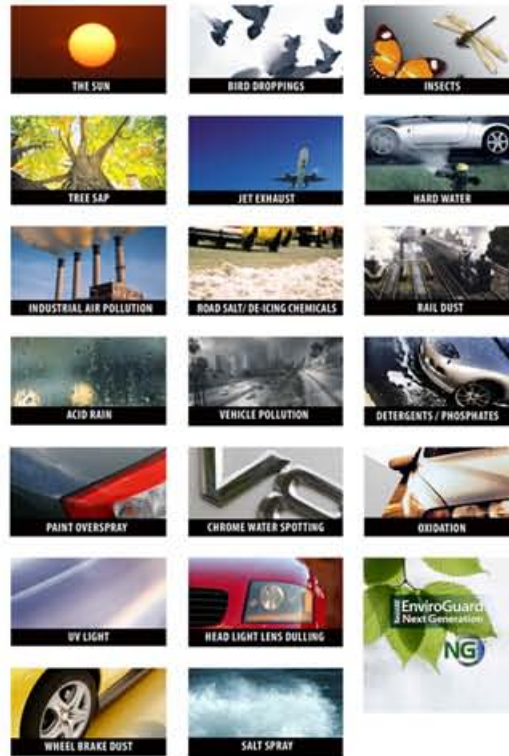 THE SUN
BIRD DROPPINGS
INSECTS
TREE SAP
JET EXHAUST
HARD WATER
INDUSTRIAL AIR POLLUTION
ROAD SALT/ DE-ICING CHEMICALS
RAIL DUST
ACID RAIN
VEHICLE POLLUTION
DETERGENTS / PHOSPHATES
PAINT OVERSPRAY
CHROME WATER SPOTTING
OXIDATION
UV LIGHT
HEAD LIGHT LENS DULLING
EnviroGuard
Next Generation
NG
WHEEL BRAKE DUST
SALT SPRAY